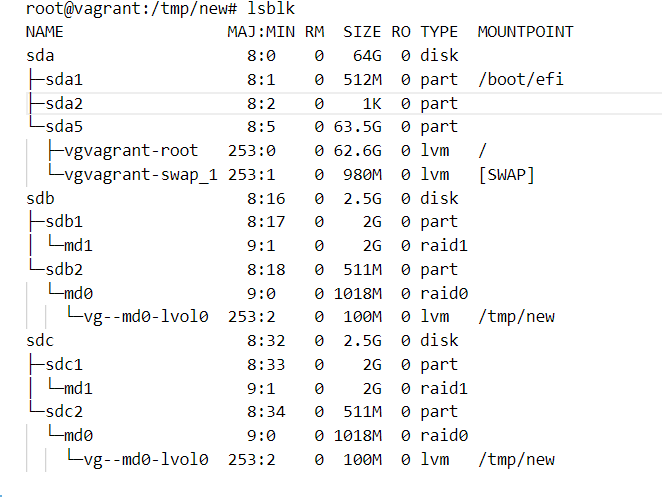 root@vagrant:/tmp/new# lsblk
NAME                 MAJ:MIN RM  SIZE RO TYPE  MOUNTPOINT
sda                    8:0    0   64G  0 disk
├─sda1                 8:1    0  512M  0 part  /boot/efi
├─sda2                 8:2    0    1K  0 part
└─sda5                 8:5    0 63.5G  0 part
  ├─vgvagrant-root   253:0    0 62.6G  0 lvm   /
  └─vgvagrant-swap_1 253:1    0  980M  0 lvm   [SWAP]
sdb                    8:16   0  2.5G  0 disk
├─sdb1                 8:17   0    2G  0 part
│ └─md1                9:1    0    2G  0 raid1
└─sdb2                 8:18   0  511M  0 part
  └─md0                9:0    0 1018M  0 raid0
    └─vg--md0-lvol0  253:2    0  100M  0 lvm   /tmp/new
sdc                    8:32   0  2.5G  0 disk
├─sdc1                 8:33   0    2G  0 part
│ └─md1                9:1    0    2G  0 raid1
└─sdc2                 8:34   0  511M  0 part
  └─md0                9:0    0 1018M  0 raid0
    └─vg--md0-lvol0  253:2    0  100M  0 lvm   /tmp/new